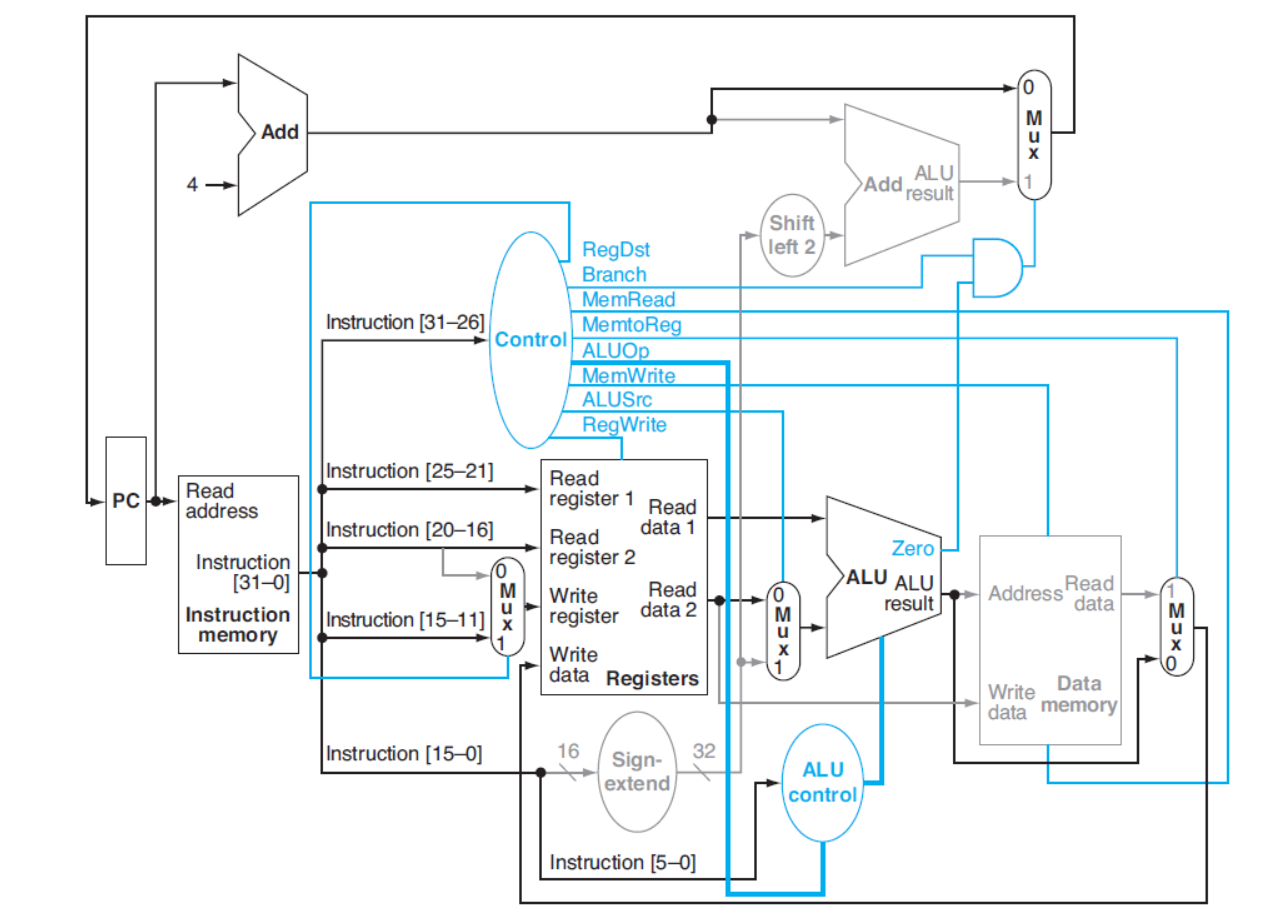 0
M
u
x
1
Add
4
Add
ALU
result
Shift
left 2
RegDst
Branch
MemRead
MemtoReg
ALUOp
MemWrite
ALUSrc
RegWrite
Instruction [31–26]
Control
PC
Read
address
Instruction
[31–0]
Instruction
memory
Instruction [25–21]
Instruction [20–16]
Instruction [15–11]
0
M
u
x
1
Read
register 1
Read
register 2
Write
register
Write
data
Read
data 1
Read
data 2
Registers
0
M
u
x
1
Zero
ALU
ALU
result
Address
Read
data
Write
data
Data
memory
1
M
u
x
0
Instruction [15–0]
16
Sign-
extend
32
ALU
control
Instruction [5–0]